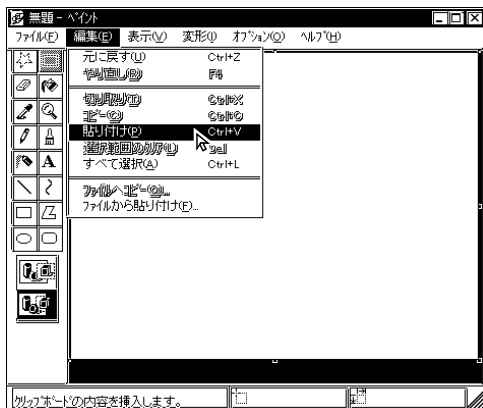 無題 - ペイント
ファイル(F) 編集(E) 表示(V) 変形(I) オプション(O) ヘルプ(H)
元に戻す(U) Ctrl+Z
やり直し(R) F4
切り取り(T) Ctrl+X
コピー(C) Ctrl+C
貼り付け(P) Ctrl+V
選択範囲のクリア(L) Del
すべて選択(A) Ctrl+L
ファイルへコピー(O)...
ファイルから貼り付け(F)...
A
クリップボードの内容を挿入します。